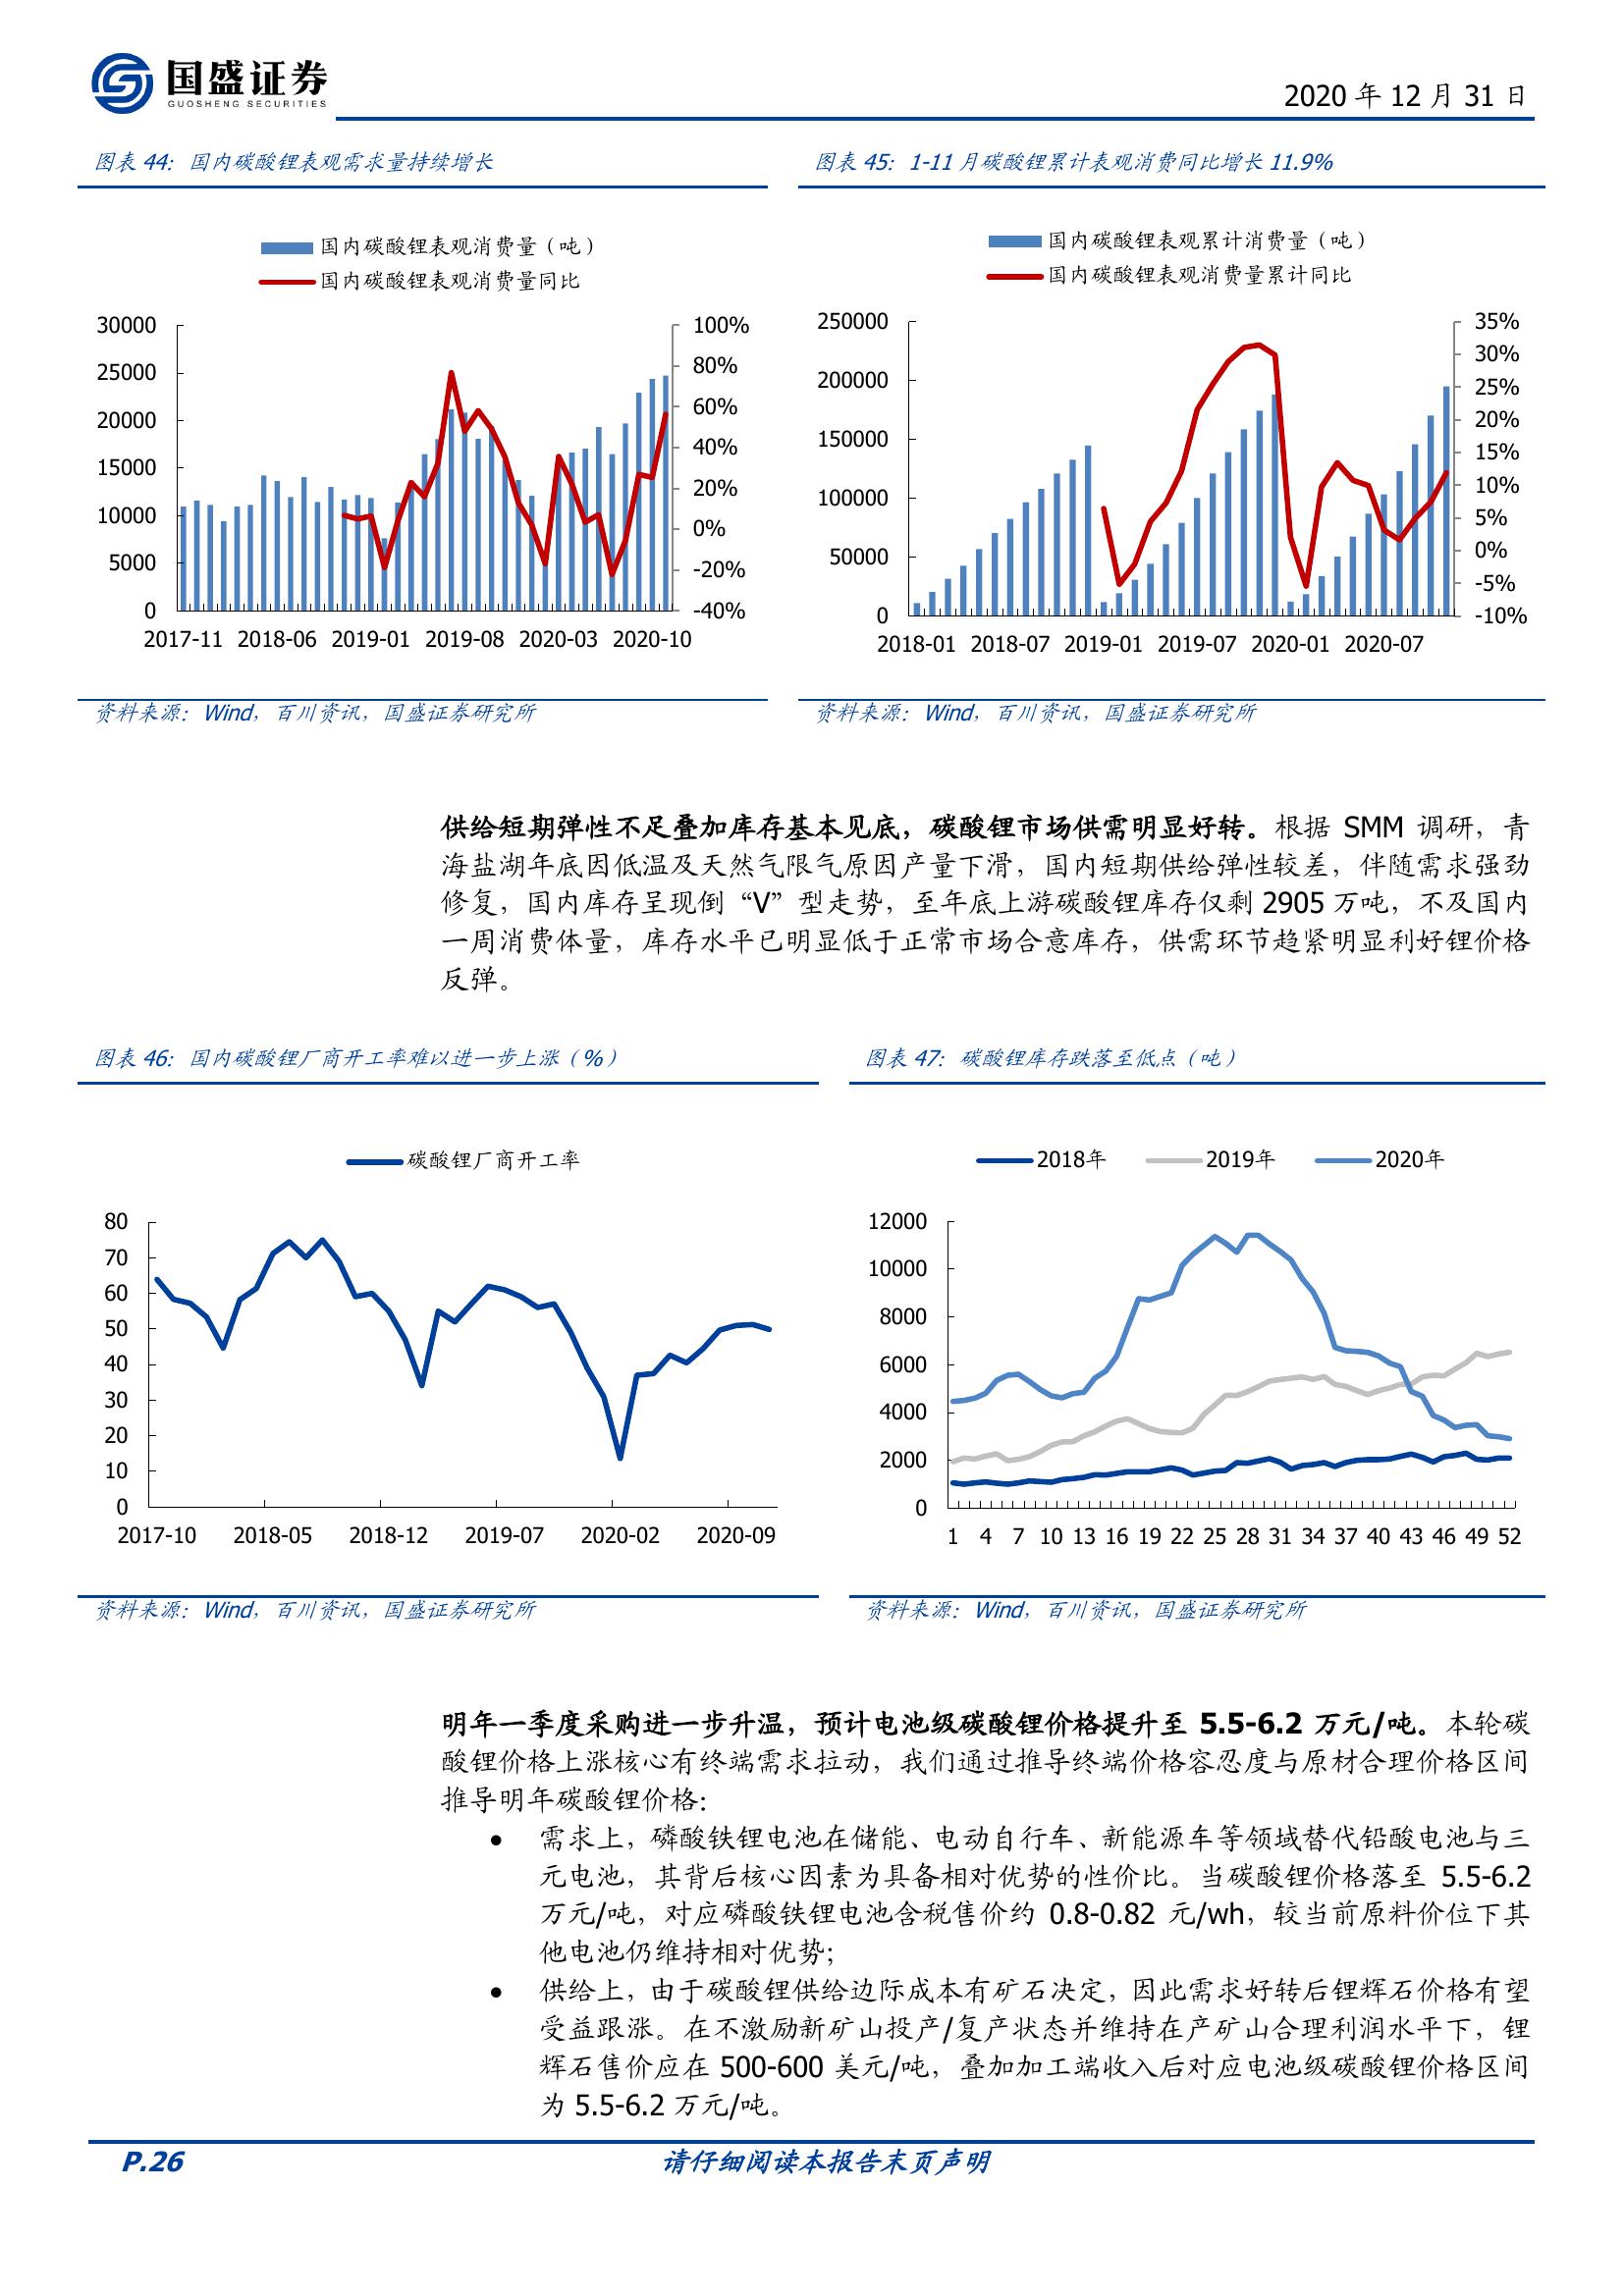 国盛证券
GUOSHENG SECURITIES
2020 年 12 月 31 日
图表 44：国内碳酸锂表观需求量持续增长
国内碳酸锂表观消费量（吨）
国内碳酸锂表观消费量同比
30000
25000
20000
15000
10000
5000
0
100%
80%
60%
40%
20%
0%
-20%
-40%
2017-11 2018-06 2019-01 2019-08 2020-03 2020-10
资料来源：Wind，百川资讯，国盛证券研究所
图表 45：1-11 月碳酸锂累计表观消费同比增长 11.9%
国内碳酸锂表观累计消费量（吨）
国内碳酸锂表观消费量累计同比
250000
200000
150000
100000
50000
0
35%
30%
25%
20%
15%
10%
5%
0%
-5%
-10%
2018-01 2018-07 2019-01 2019-07 2020-01 2020-07
资料来源：Wind，百川资讯，国盛证券研究所
供给短期弹性不足叠加库存基本见底，碳酸锂市场供需明显好转。根据 SMM 调研，青
海盐湖年底因低温及天然气限气原因产量下滑，国内短期供给弹性较差，伴随需求强劲
修复，国内库存呈现倒“V”型走势，至年底上游碳酸锂库存仅剩 2905 万吨，不及国内
一周消费体量，库存水平已明显低于正常市场合意库存，供需环节趋紧明显利好锂价格
反弹。
图表 46：国内碳酸锂厂商开工率难以进一步上涨（%）
碳酸锂厂商开工率
80
70
60
50
40
30
20
10
0
2017-10 2018-05 2018-12 2019-07 2020-02 2020-09
资料来源：Wind，百川资讯，国盛证券研究所
图表 47：碳酸锂库存跌落至低点（吨）
2018年 2019年 2020年
12000
10000
8000
6000
4000
2000
0
1 4 7 10 13 16 19 22 25 28 31 34 37 40 43 46 49 52
资料来源：Wind，百川资讯，国盛证券研究所
明年一季度采购进一步升温，预计电池级碳酸锂价格提升至 5.5-6.2 万元/吨。本轮碳
酸锂价格上涨核心有终端需求拉动，我们通过推导终端价格容忍度与原材合理价格区间
推导明年碳酸锂价格：
● 需求上，磷酸铁锂电池在储能、电动自行车、新能源车等领域替代铅酸电池与三
元电池，其背后核心因素为具备相对优势的性价比。当碳酸锂价格落至 5.5-6.2
万元/吨，对应磷酸铁锂电池含税售价约 0.8-0.82 元/wh，较当前原料价位下其
他电池仍维持相对优势；
● 供给上，由于碳酸锂供给边际成本有矿石决定，因此需求好转后锂辉石价格有望
受益跟涨。在不激励新矿山投产/复产状态并维持在产矿山合理利润水平下，锂
辉石售价应在 500-600 美元/吨，叠加加工端收入后对应电池级碳酸锂价格区间
为 5.5-6.2 万元/吨。
P.26
请仔细阅读本报告末页声明